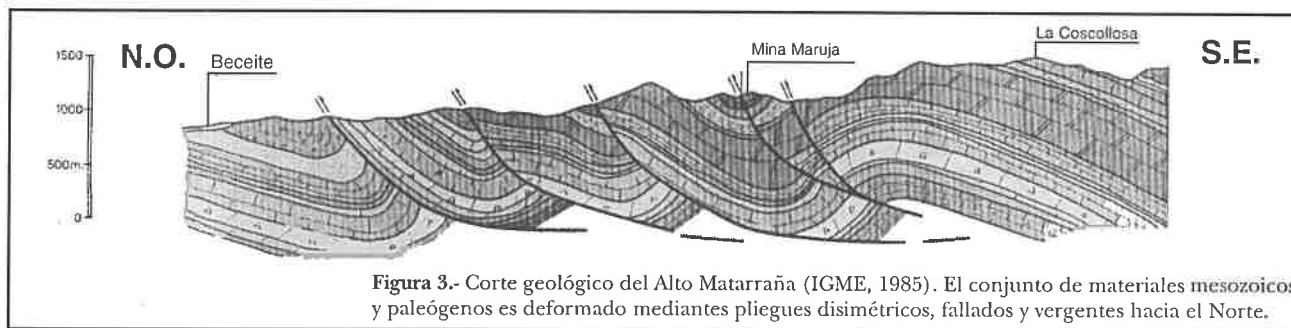 La Coscollosa
1500
N.O.
S.E.
Beceite
Mina Maruja
1000
500m.
0
Figura 3.- Corte geológico del Alto Matarraña (IGME, 1985). El conjunto de materiales mesozoicos
y paleógenos es deformado mediantes pliegues disimétricos, fallados y vergentes hacia el Norte.